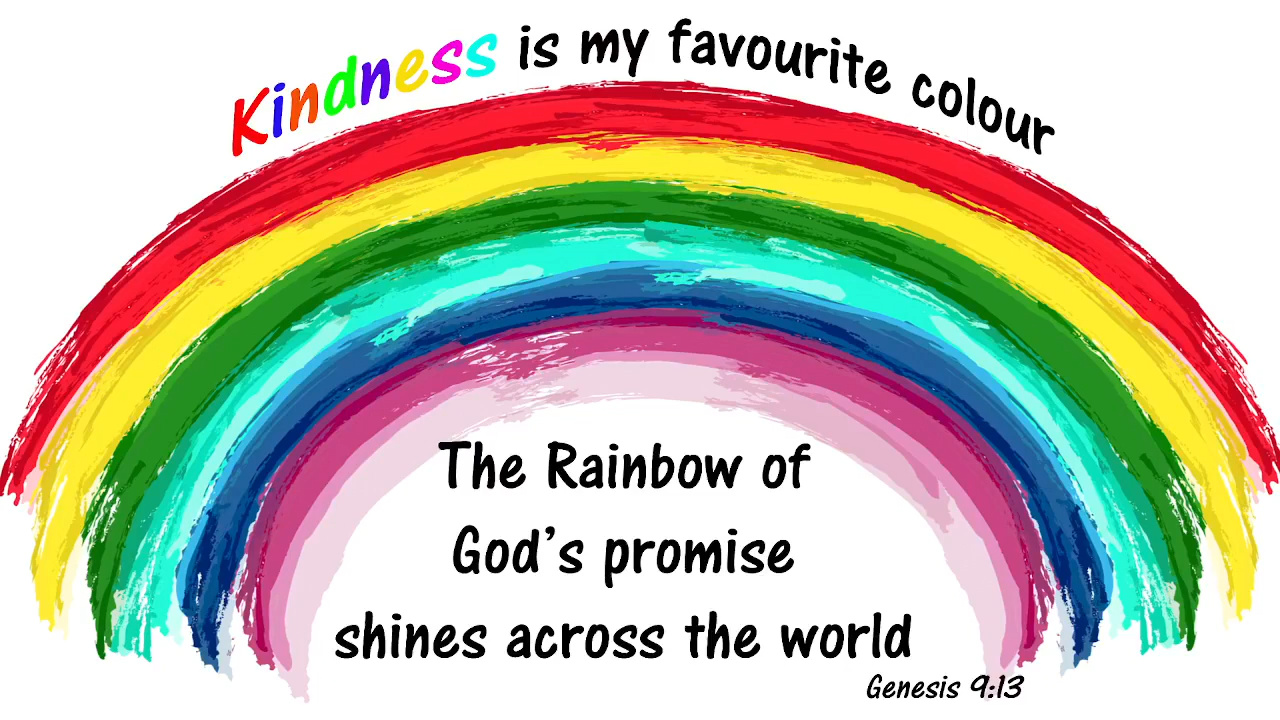 Kindness is my favourite colour
The Rainbow of
God's promise
shines across the world
Genesis 9:13